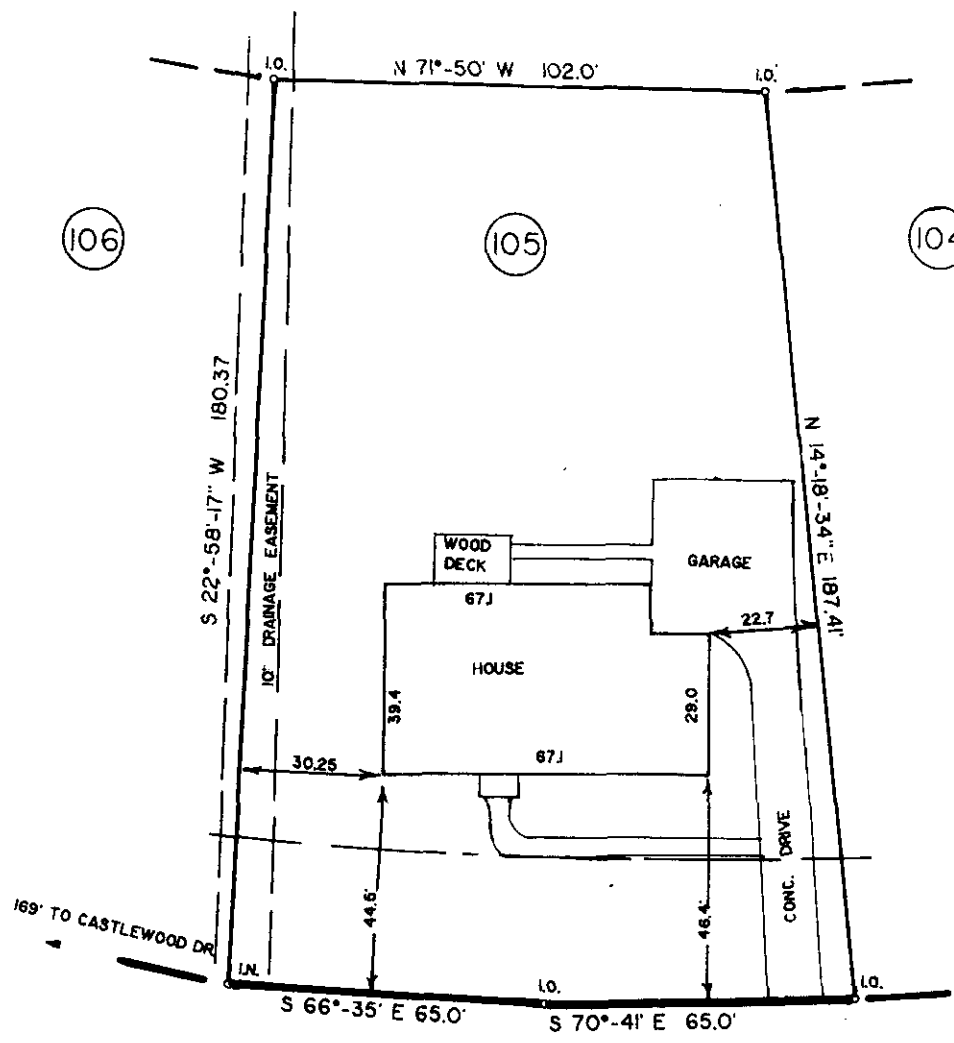 I.O.
N 71°-50' W 102.0'
I.O.
106
105
104
S 22°-58'-17" W 180.37
10' DRAINAGE EASEMENT
N 14°-18'-34" E 187.41'
WOOD
DECK
GARAGE
67.1
22.7
HOUSE
39.4
29.0
30.25
67.1
CONC. DRIVE
44.6'
46.4'
169' TO CASTLEWOOD DR.
I.N.
I.O.
I.O.
S 66°-35' E 65.0'
S 70°-41' E 65.0'